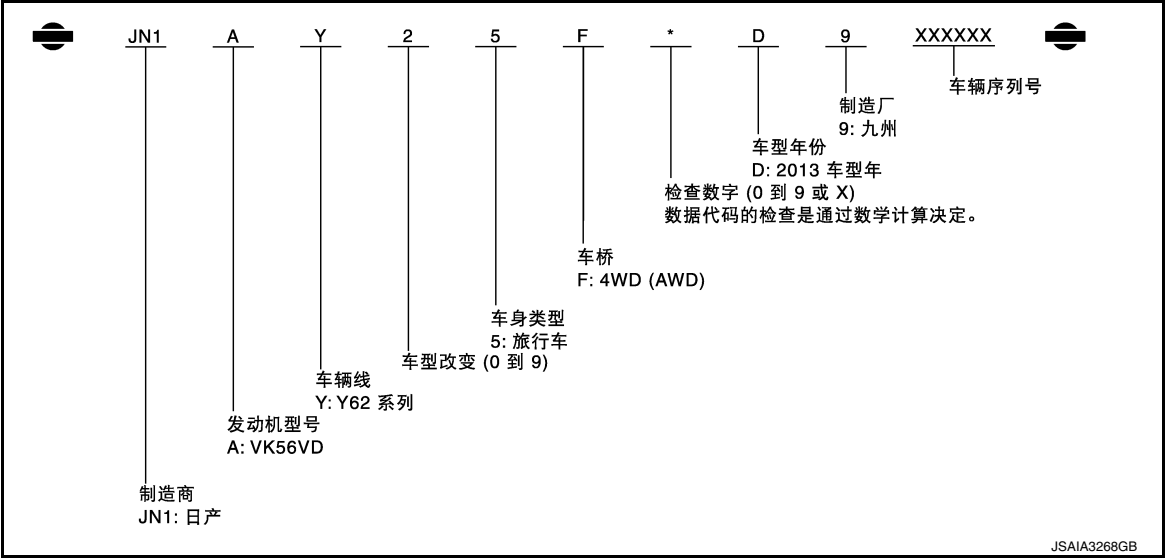 JN1 A Y 2 5 F * D 9 XXXXXX
车辆序列号
制造厂
9: 九州
车型年份
D: 2013 车型年
检查数字 (0 到 9 或 X)
数据代码的检查是通过数学计算决定。
车桥
F: 4WD (AWD)
车身类型
5: 旅行车
车型改变 (0 到 9)
车辆线
Y: Y62 系列
发动机型号
A: VK56VD
制造商
JN1: 日产
JSAIA3268GB